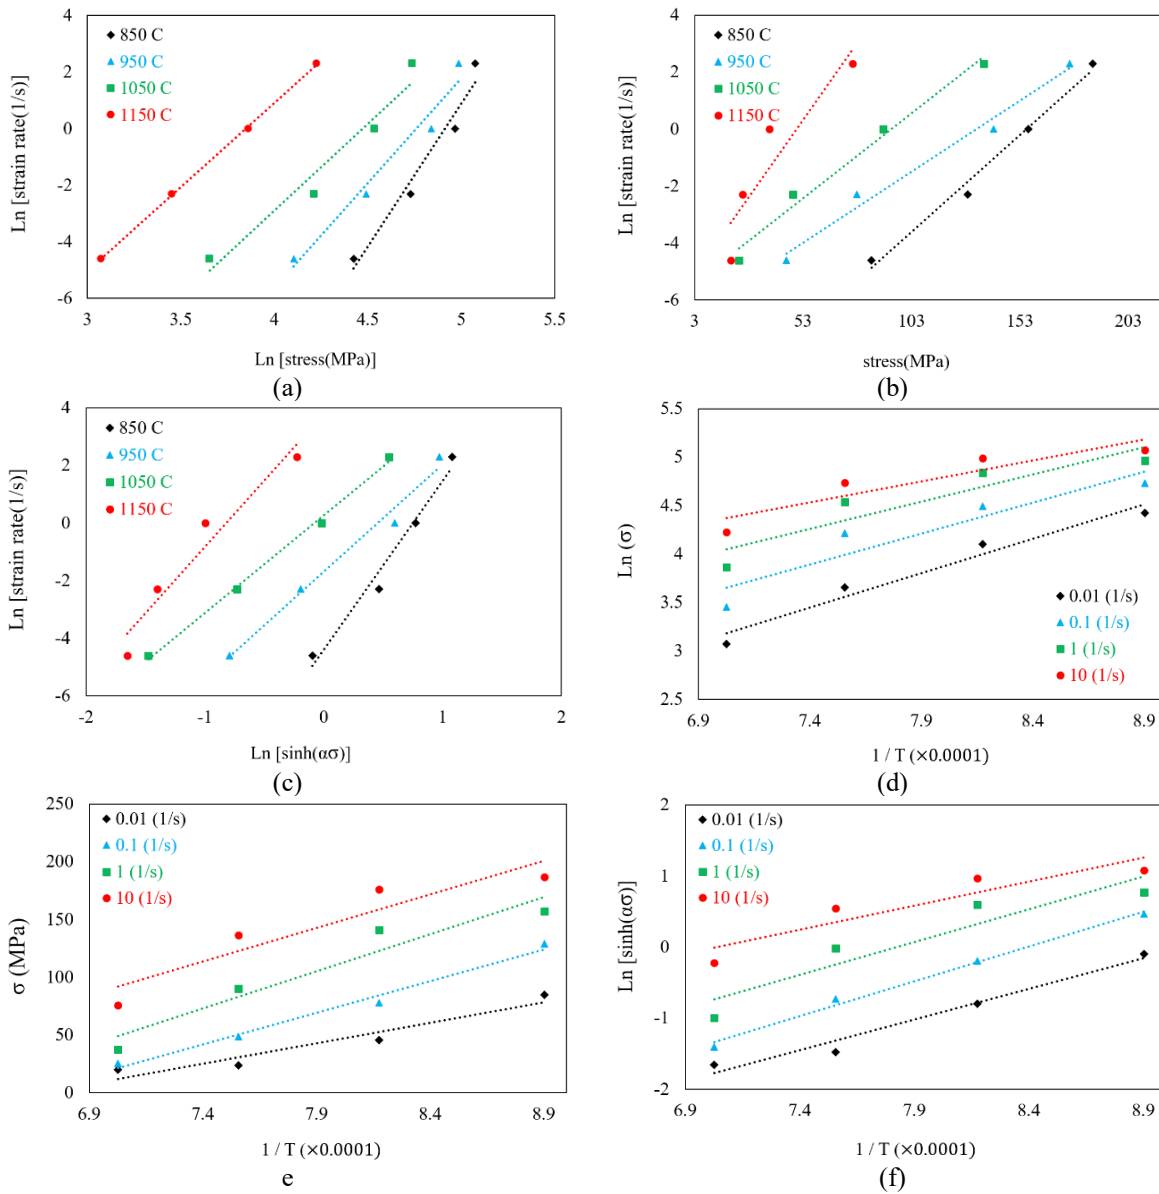 4
2
0
-2
-4
-6
Ln [strain rate(1/s)]
850 C
950 C
1050 C
1150 C
3 3.5 4 4.5 5 5.5
Ln [stress(MPa)]
(a)
4
2
0
-2
-4
-6
Ln [strain rate(1/s)]
850 C
950 C
1050 C
1150 C
3 53 103 153 203
stress(MPa)
(b)
4
2
0
-2
-4
-6
Ln [strain rate(1/s)]
850 C
950 C
1050 C
1150 C
-2 -1 0 1 2
Ln [sinh(ασ)]
(c)
5.5
5
4.5
4
3.5
3
2.5
Ln (σ)
0.01 (1/s)
0.1 (1/s)
1 (1/s)
10 (1/s)
6.9 7.4 7.9 8.4 8.9
1 / T (×0.0001)
(d)
250
200
150
100
50
0
σ (MPa)
0.01 (1/s)
0.1 (1/s)
1 (1/s)
10 (1/s)
6.9 7.4 7.9 8.4 8.9
1 / T (×0.0001)
e
2
1
0
-1
-2
Ln [sinh(ασ)]
0.01 (1/s)
0.1 (1/s)
1 (1/s)
10 (1/s)
6.9 7.4 7.9 8.4 8.9
1 / T (×0.0001)
(f)